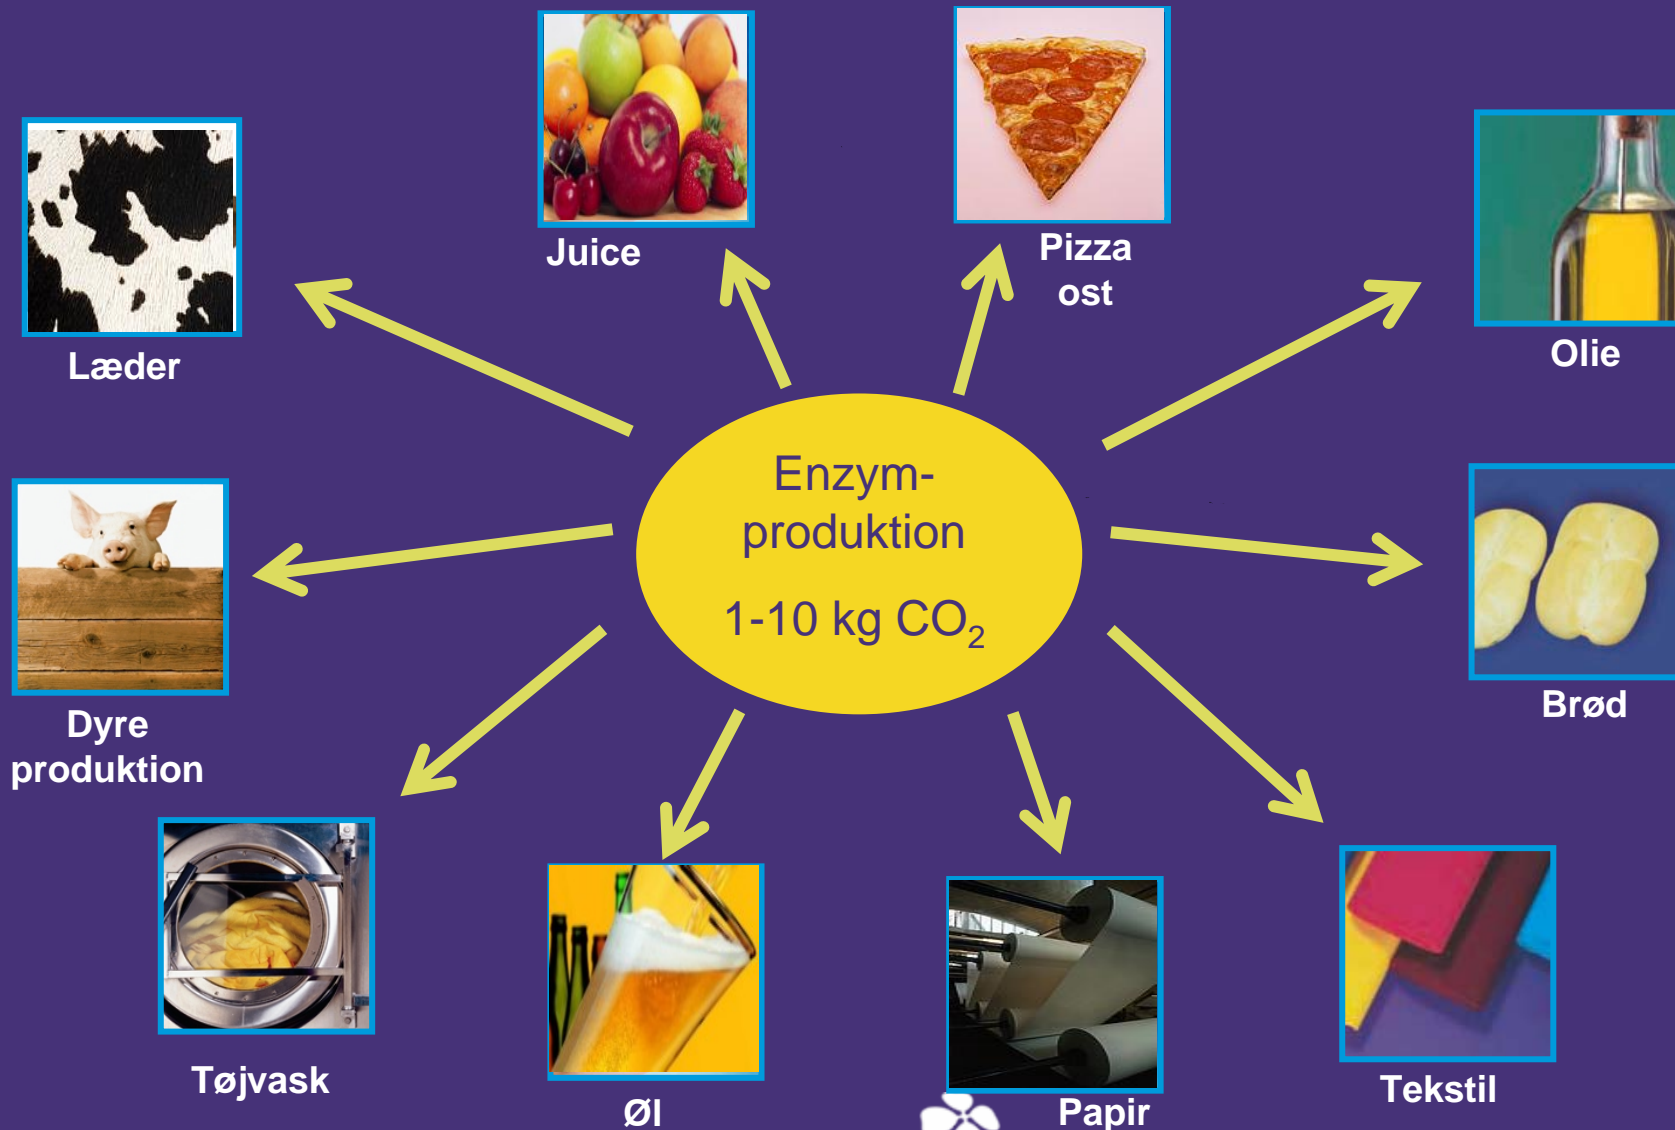 Juice
Pizza
ost
Læder
Olie
Enzym-
produktion
1-10 kg CO₂
Dyre
produktion
Brød
Tøjvask
Øl
Papir
Tekstil